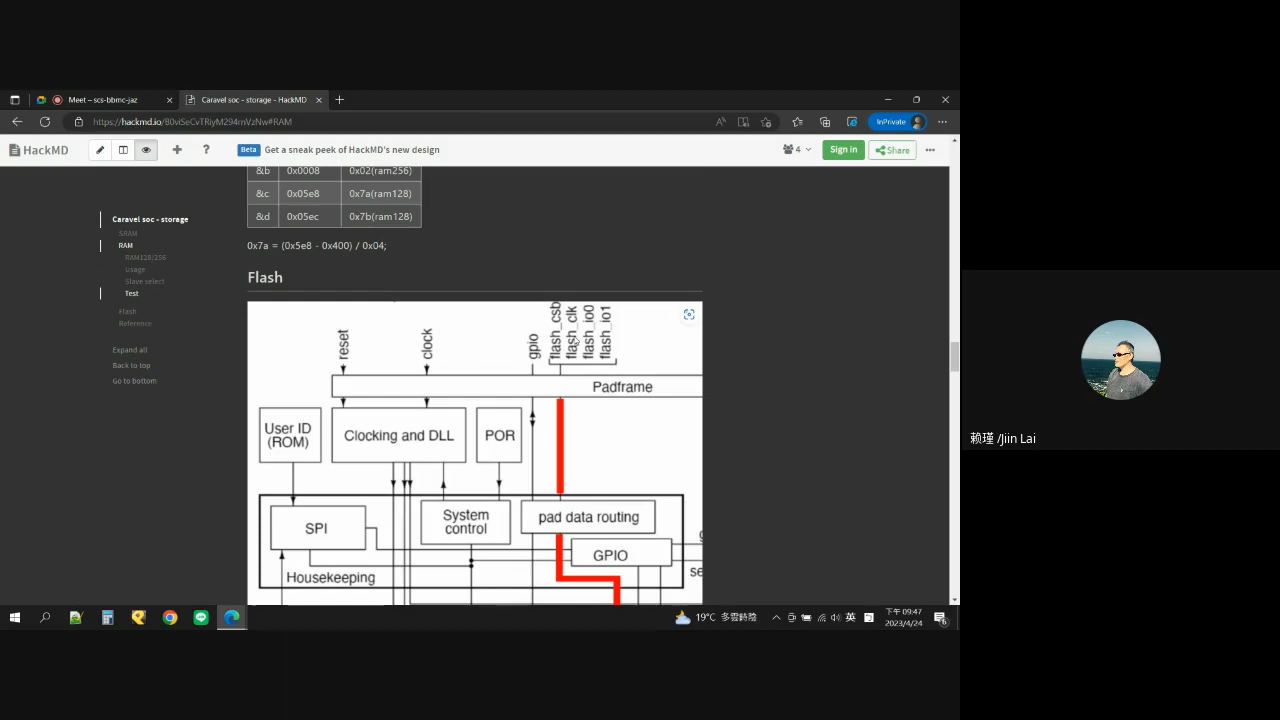 Meet – scs-bbmc-jaz
Caravel soc - storage - HackMD
https://hackmd.io/B0viSeCvTRiyM294mVzNw#RAM
InPrivate
HackMD
Beta Get a sneak peek of HackMD's new design
4
Sign in
Share
Caravel soc - storage
SRAM
RAM
RAM128/256
Usage
Slave select
Test
Flash
Reference
Expand all
Back to top
Go to bottom
&b 0x0008 0x02(ram256)
&c 0x05e8 0x7a(ram128)
&d 0x05ec 0x7b(ram128)
0x7a = (0x5e8 - 0x400) / 0x04;
Flash
reset
clock
gpio
flash_csb
flash_clk
flash_io0
flash_io1
Padframe
User ID
(ROM)
Clocking and DLL
POR
SPI
System
control
pad data routing
GPIO
Housekeeping
se
赖瑾 /Jiin Lai
19°C 多雲時陰
英
下午 09:47
2023/4/24
6